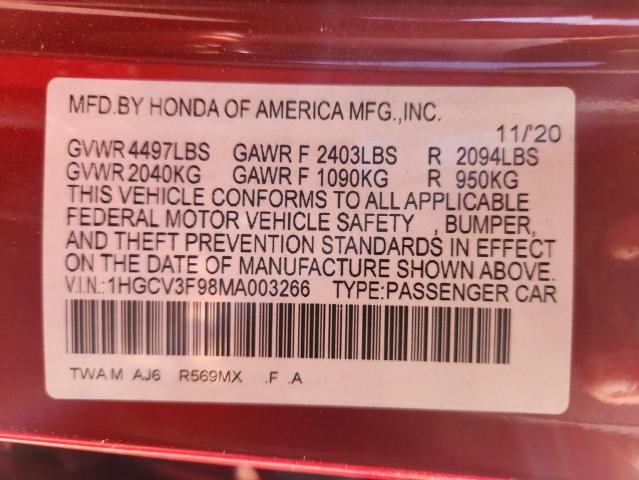 MFD.BY HONDA OF AMERICA MFG.,INC.
11/'20
GVWR 4497LBS GAWR F 2403LBS R 2094LBS
GVWR 2040KG GAWR F 1090KG R 950KG
THIS VEHICLE CONFORMS TO ALL APPLICABLE
FEDERAL MOTOR VEHICLE SAFETY , BUMPER,
AND THEFT PREVENTION STANDARDS IN EFFECT
ON THE DATE OF MANUFACTURE SHOWN ABOVE.
V.I.N.:1HGCV3F98MA003266 TYPE:PASSENGER CAR
TWA M AJ6 R569MX .F .A